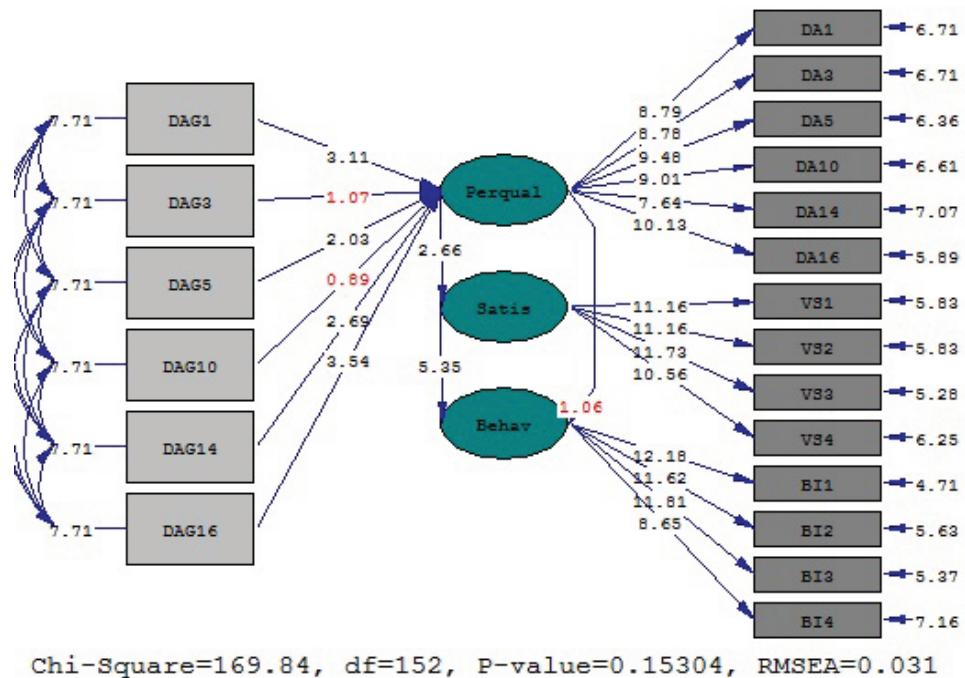 DA1 6.71
DA3 6.71
DA5 6.36
DA10 6.61
DA14 7.07
DA16 5.89
VS1 5.83
VS2 5.83
VS3 5.28
VS4 6.25
BI1 4.71
BI2 5.63
BI3 5.37
BI4 7.16
7.71 DAG1
7.71 DAG3
7.71 DAG5
7.71 DAG10
7.71 DAG14
7.71 DAG16
3.11
1.07
2.03
0.89
2.69
3.54
Perqual
2.66
Satis
5.35
Behav
8.79
8.78
9.48
9.01
7.64
10.13
11.16
11.16
11.73
10.56
1.06
12.18
11.62
11.81
8.65
Chi-Square=169.84, df=152, P-value=0.15304, RMSEA=0.031